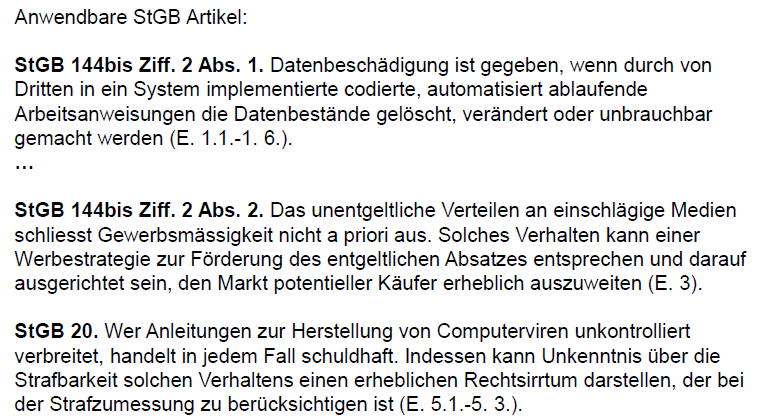 Anwendbare StGB Artikel:
StGB 144bis Ziff. 2 Abs. 1. Datenbeschädigung ist gegeben, wenn durch von
Dritten in ein System implementierte codierte, automatisiert ablaufende
Arbeitsanweisungen die Datenbestände gelöscht, verändert oder unbrauchbar
gemacht werden (E. 1.1.-1. 6.).
...
StGB 144bis Ziff. 2 Abs. 2. Das unentgeltliche Verteilen an einschlägige Medien
schliesst Gewerbsmässigkeit nicht a priori aus. Solches Verhalten kann einer
Werbestrategie zur Förderung des entgeltlichen Absatzes entsprechen und darauf
ausgerichtet sein, den Markt potentieller Käufer erheblich auszuweiten (E. 3).
StGB 20. Wer Anleitungen zur Herstellung von Computerviren unkontrolliert
verbreitet, handelt in jedem Fall schuldhaft. Indessen kann Unkenntnis über die
Strafbarkeit solchen Verhaltens einen erheblichen Rechtsirrtum darstellen, der bei
der Strafzumessung zu berücksichtigen ist (E. 5.1.-5. 3.).